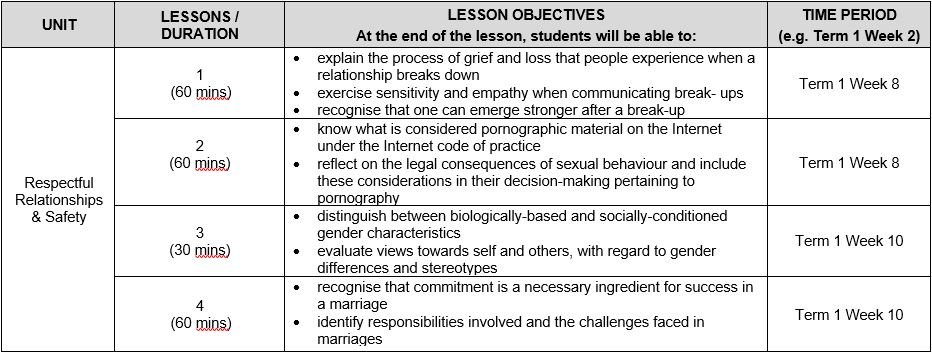 UNIT
LESSONS /
DURATION
LESSON OBJECTIVES
At the end of the lesson, students will be able to:
TIME PERIOD
(e.g. Term 1 Week 2)
Respectful
Relationships
& Safety
1
(60 mins)
• explain the process of grief and loss that people experience when a
relationship breaks down
• exercise sensitivity and empathy when communicating break- ups
• recognise that one can emerge stronger after a break-up
Term 1 Week 8
2
(60 mins)
• know what is considered pornographic material on the Internet
under the Internet code of practice
• reflect on the legal consequences of sexual behaviour and include
these considerations in their decision-making pertaining to
pornography
Term 1 Week 8
3
(30 mins)
• distinguish between biologically-based and socially-conditioned
gender characteristics
• evaluate views towards self and others, with regard to gender
differences and stereotypes
Term 1 Week 10
4
(60 mins)
• recognise that commitment is a necessary ingredient for success in
a marriage
• identify responsibilities involved and the challenges faced in
marriages
Term 1 Week 10